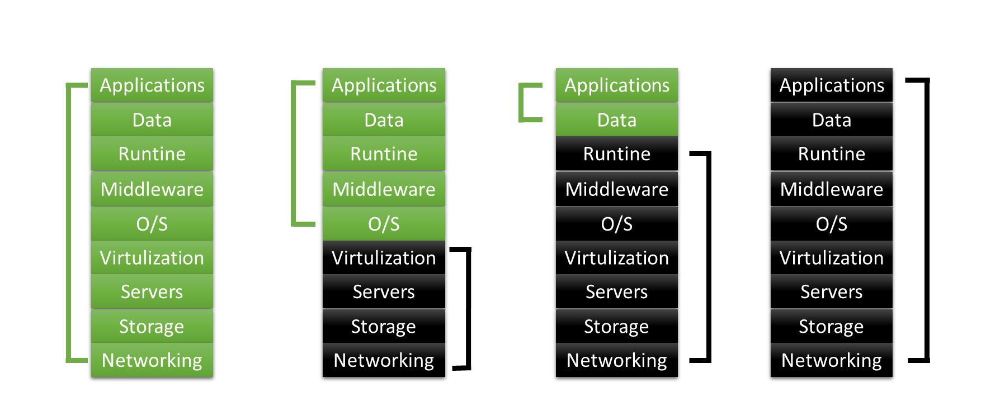 Applications
Data
Runtine
Middleware
O/S
Virtulization
Servers
Storage
Networking
Applications
Data
Runtine
Middleware
O/S
Virtulization
Servers
Storage
Networking
Applications
Data
Runtine
Middleware
O/S
Virtulization
Servers
Storage
Networking
Applications
Data
Runtine
Middleware
O/S
Virtulization
Servers
Storage
Networking